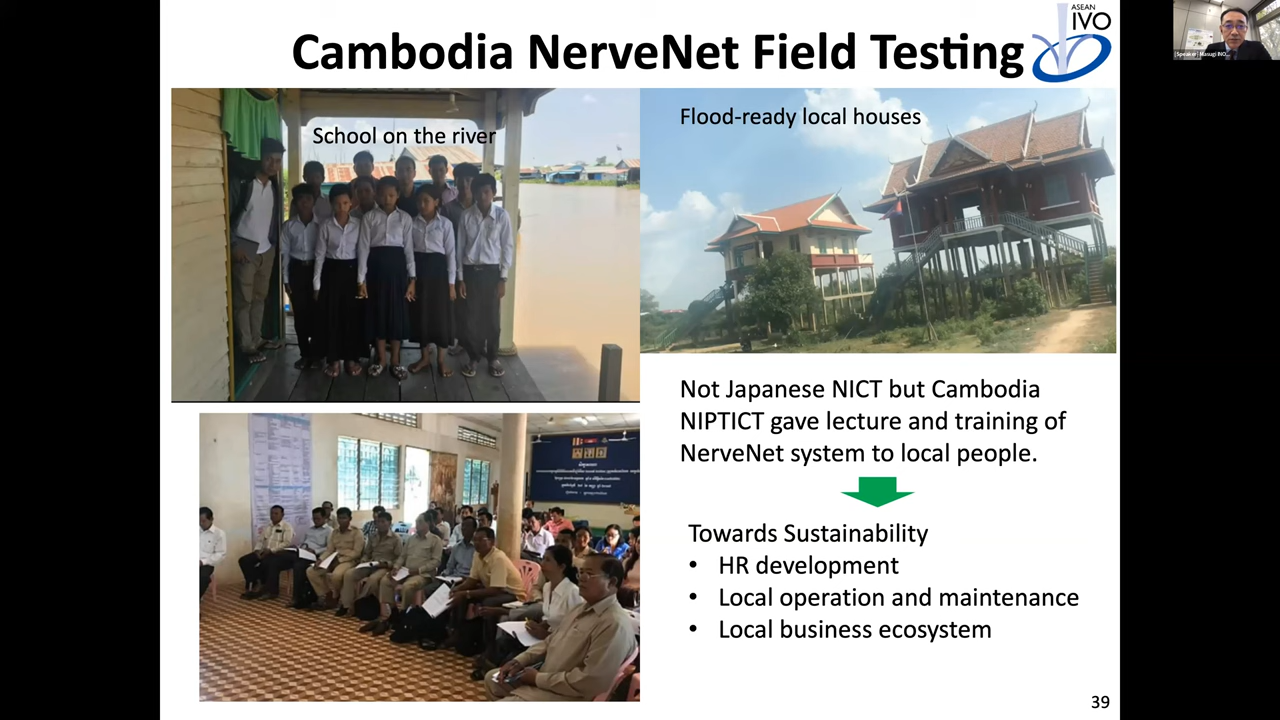 Cambodia NerveNet Field Testing
ASEAN
IVO
School on the river
Flood-ready local houses
Not Japanese NICT but Cambodia
NIPTICT gave lecture and training of
NerveNet system to local people.
Towards Sustainability
• HR development
• Local operation and maintenance
• Local business ecosystem
39